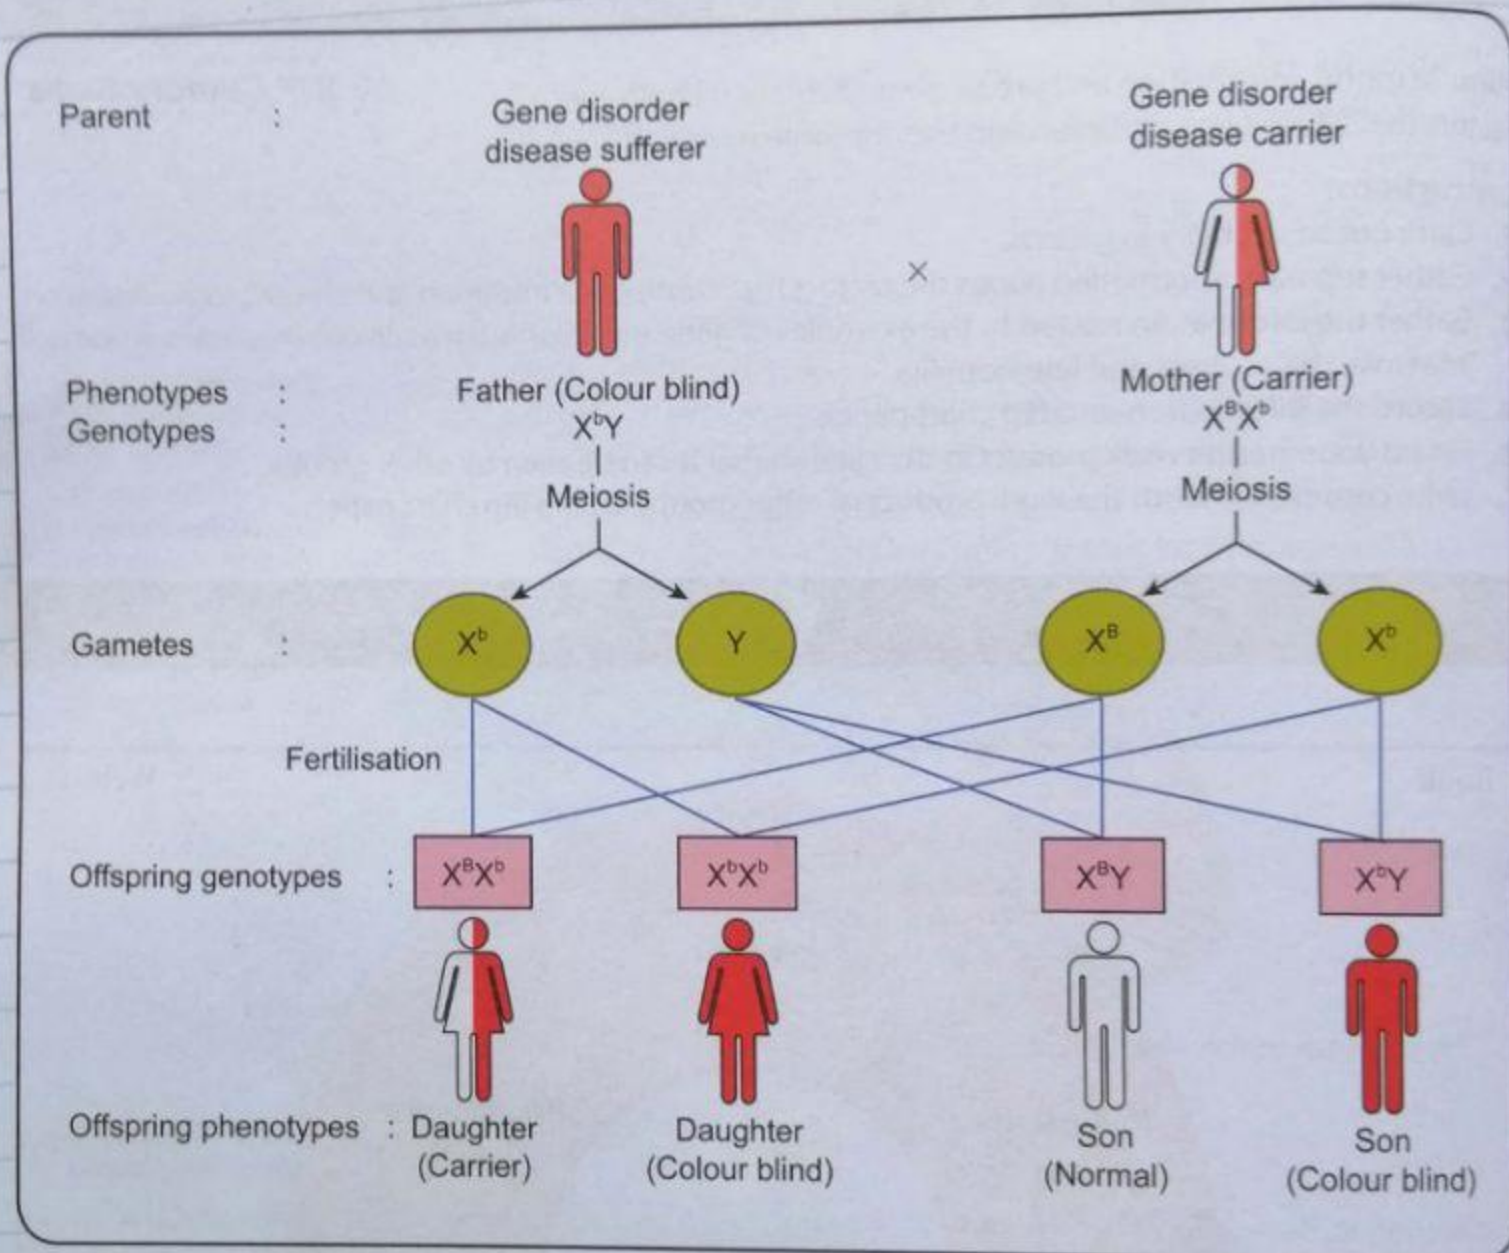 Parent :
Gene disorder
disease sufferer
Gene disorder
disease carrier
×
Phenotypes : Father (Colour blind) Mother (Carrier)
Genotypes : XᵇY XᴮXᵇ
Meiosis Meiosis
Gametes : Xᵇ Y Xᴮ Xᵇ
Fertilisation
Offspring genotypes : XᴮXᵇ XᵇXᵇ XᴮY XᵇY
Offspring phenotypes : Daughter Daughter Son Son
(Carrier) (Colour blind) (Normal) (Colour blind)